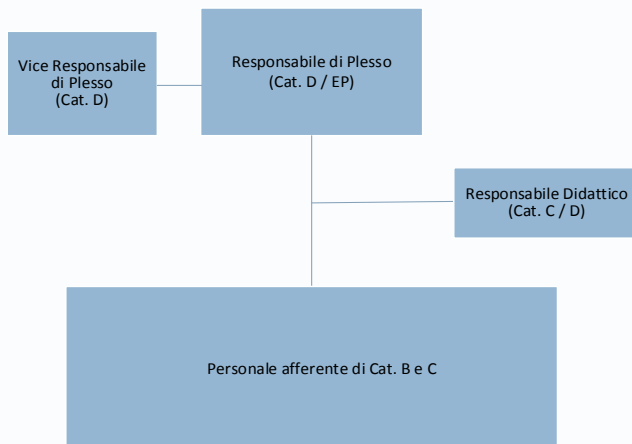 Vice Responsabile
di Plesso
(Cat. D)
Responsabile di Plesso
(Cat. D / EP)
Responsabile Didattico
(Cat. C / D)
Personale afferente di Cat. B e C